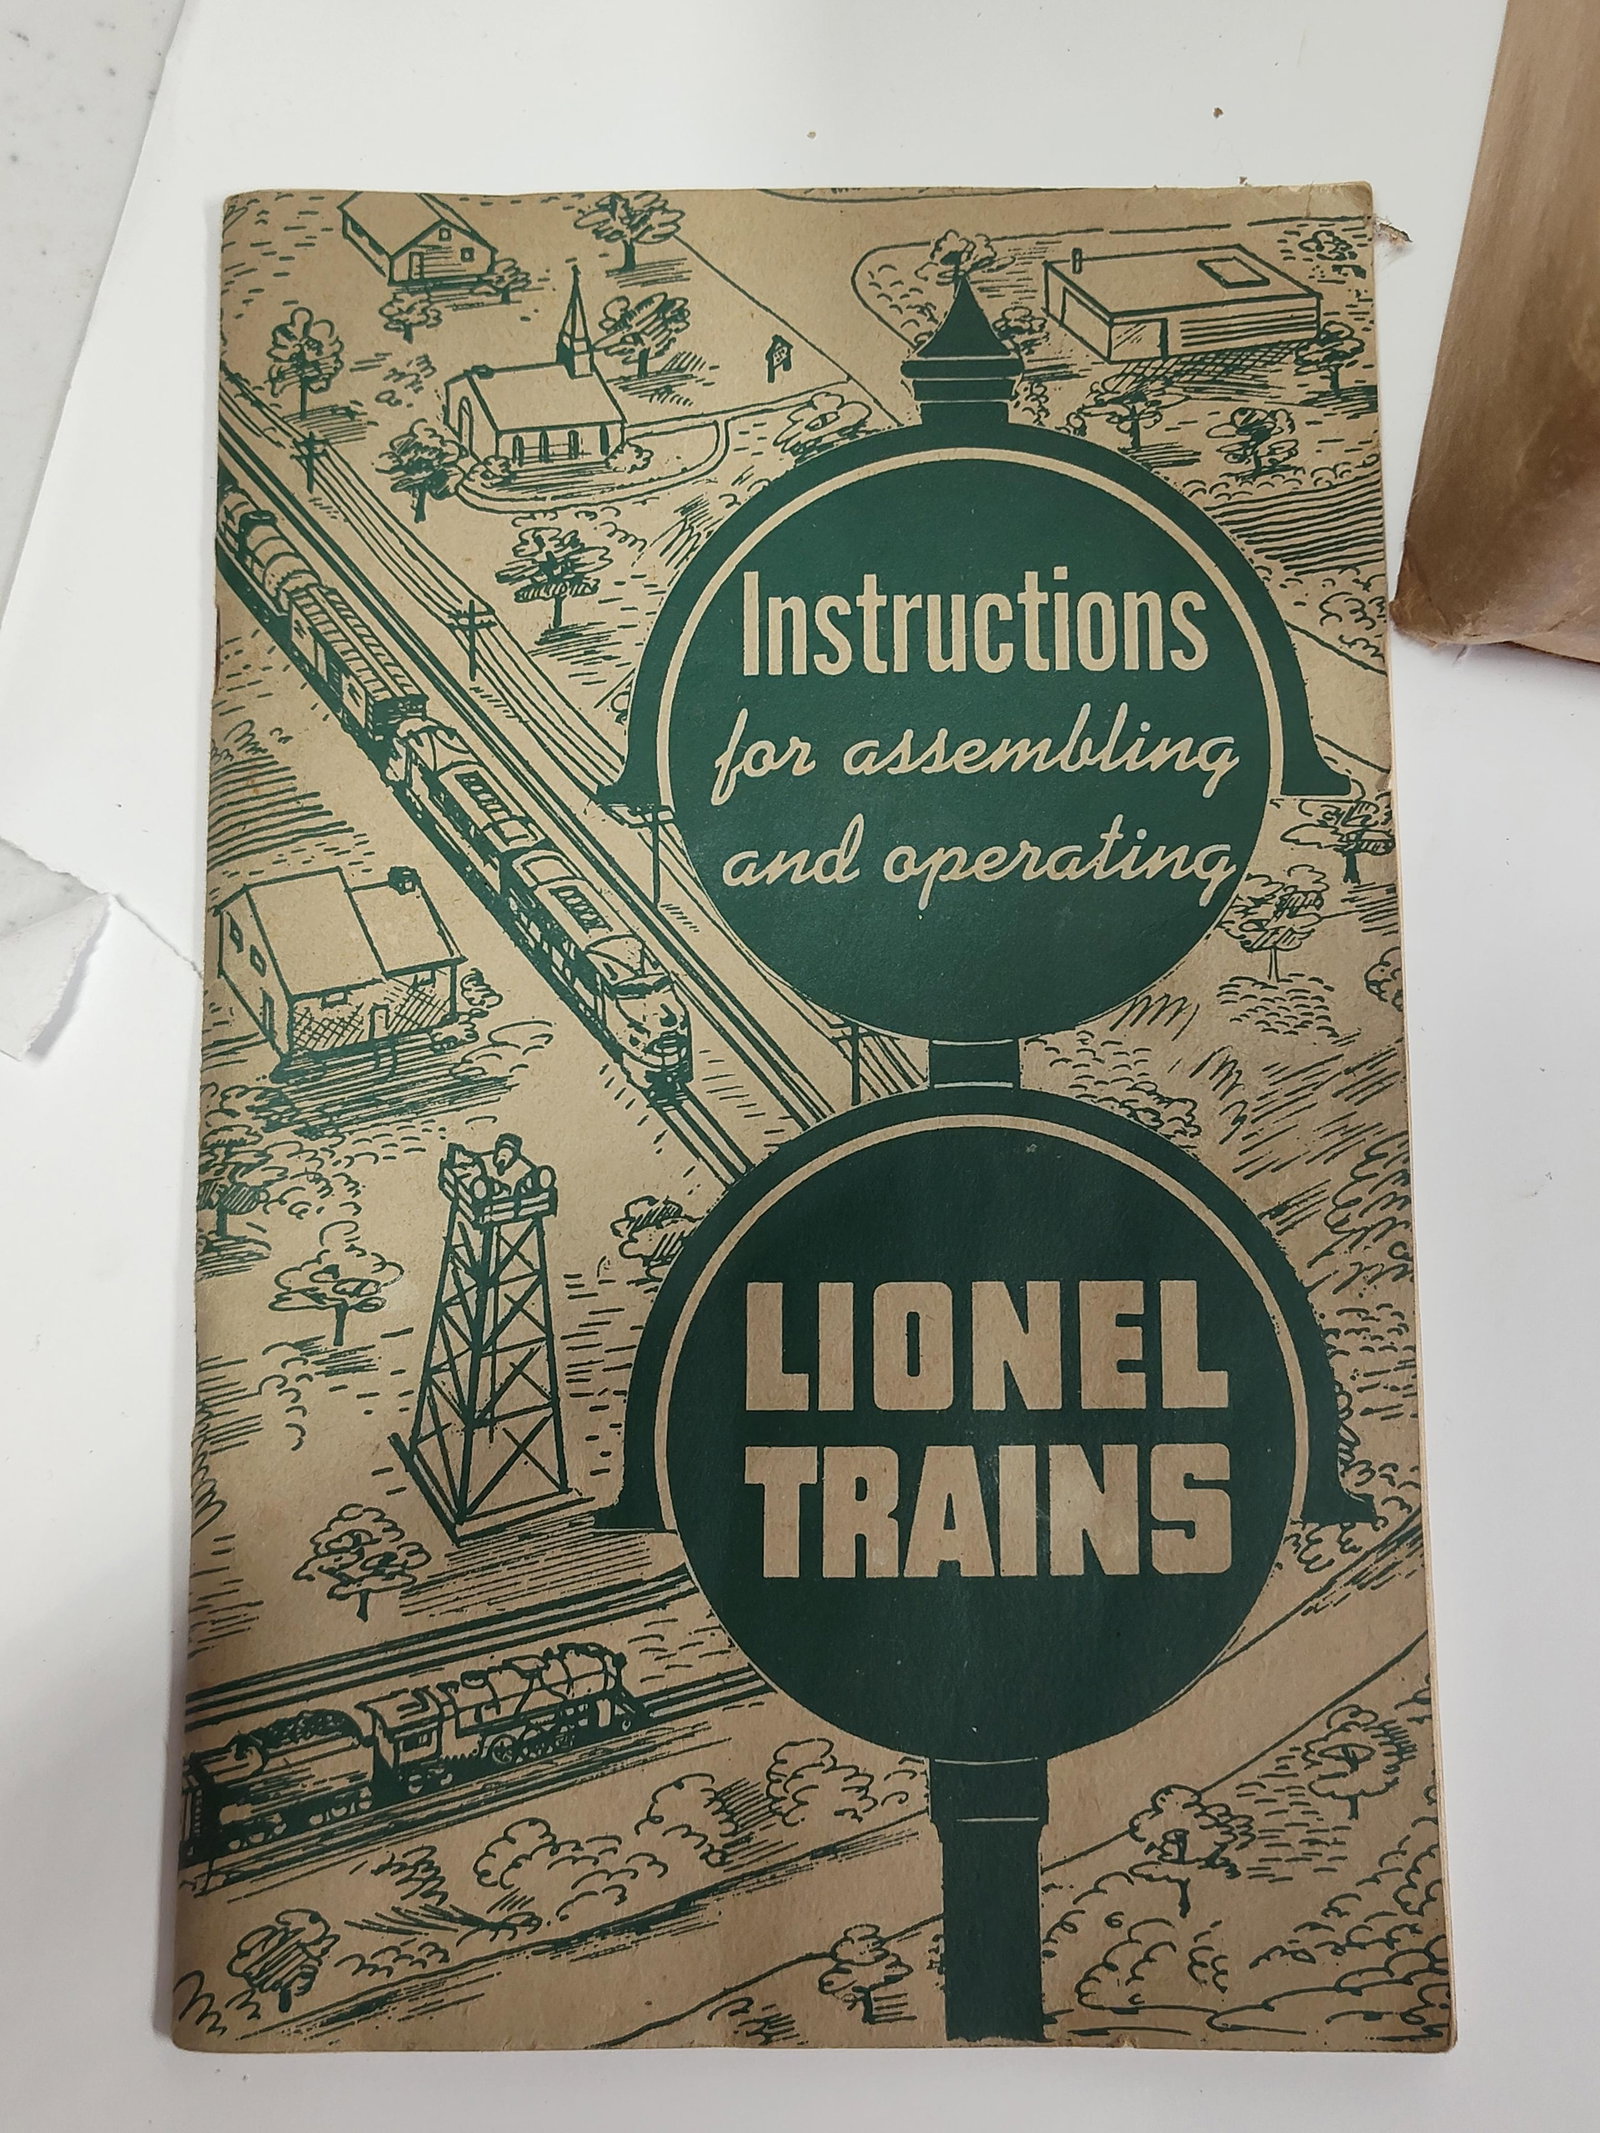 Instructions
for assembling
and operating
LIONEL
TRAINS